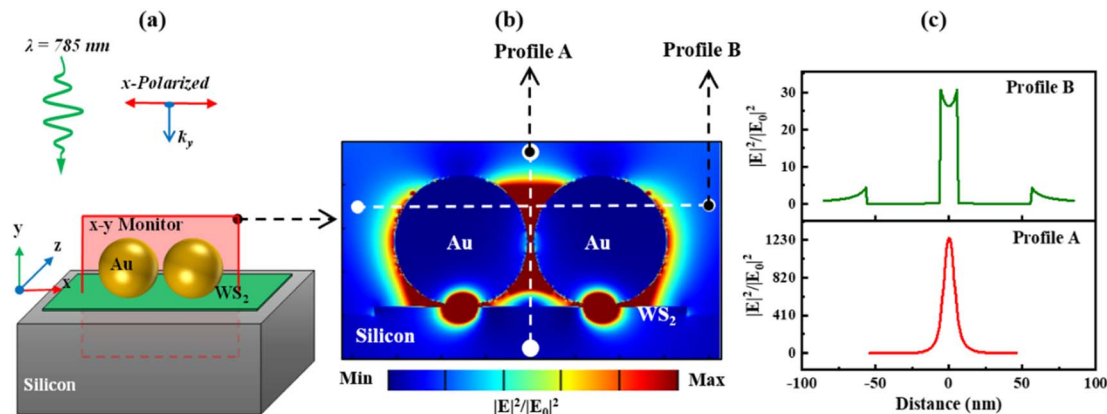 (a)
λ = 785 nm
x-Polarized
k_y
x-y Monitor
y
z
x
Au
WS₂
Silicon
(b)
Profile A
Profile B
Au
Au
WS₂
Silicon
Min
Max
|E|²/|E₀|²
(c)
Profile B
|E|²/|E₀|²
30
20
10
0
Profile A
|E|²/|E₀|²
1230
820
410
0
-100
-50
0
50
100
Distance (nm)